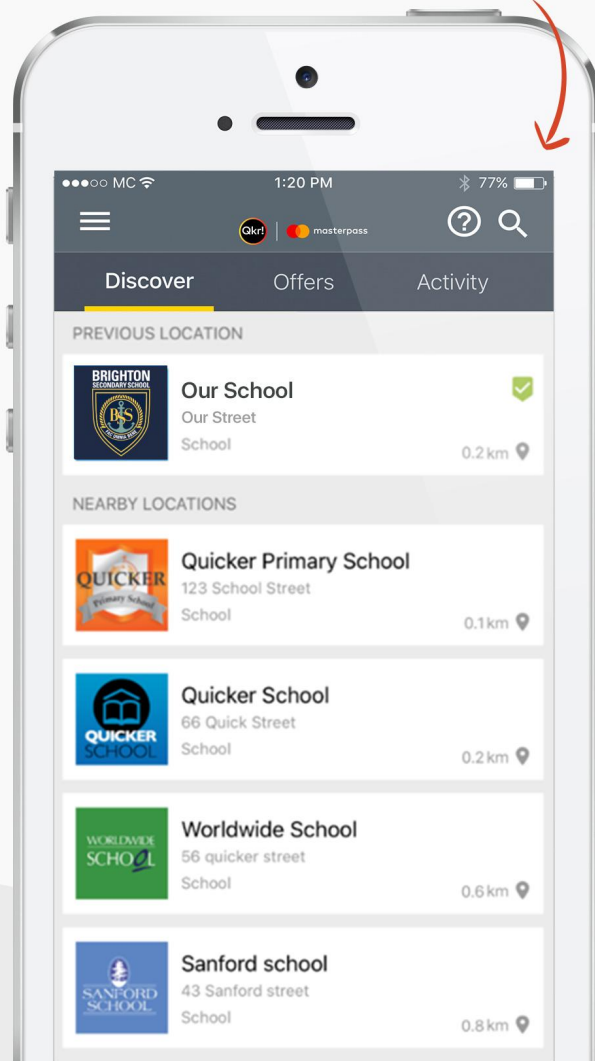 MC
1:20 PM
77%
Qkr! | masterpass
Discover
Offers
Activity
PREVIOUS LOCATION
BRIGHTON
SECONDARY SCHOOL
BSS
Our School
Our Street
School
0.2 km
NEARBY LOCATIONS
QUICKER
Primary School
Quicker Primary School
123 School Street
School
0.1 km
QUICKER
SCHOOL
Quicker School
66 Quick Street
School
0.2 km
WORLDWIDE
SCHOOL
Worldwide School
56 quicker street
School
0.6 km
SANFORD
SCHOOL
Sanford school
43 Sanford street
School
0.8 km